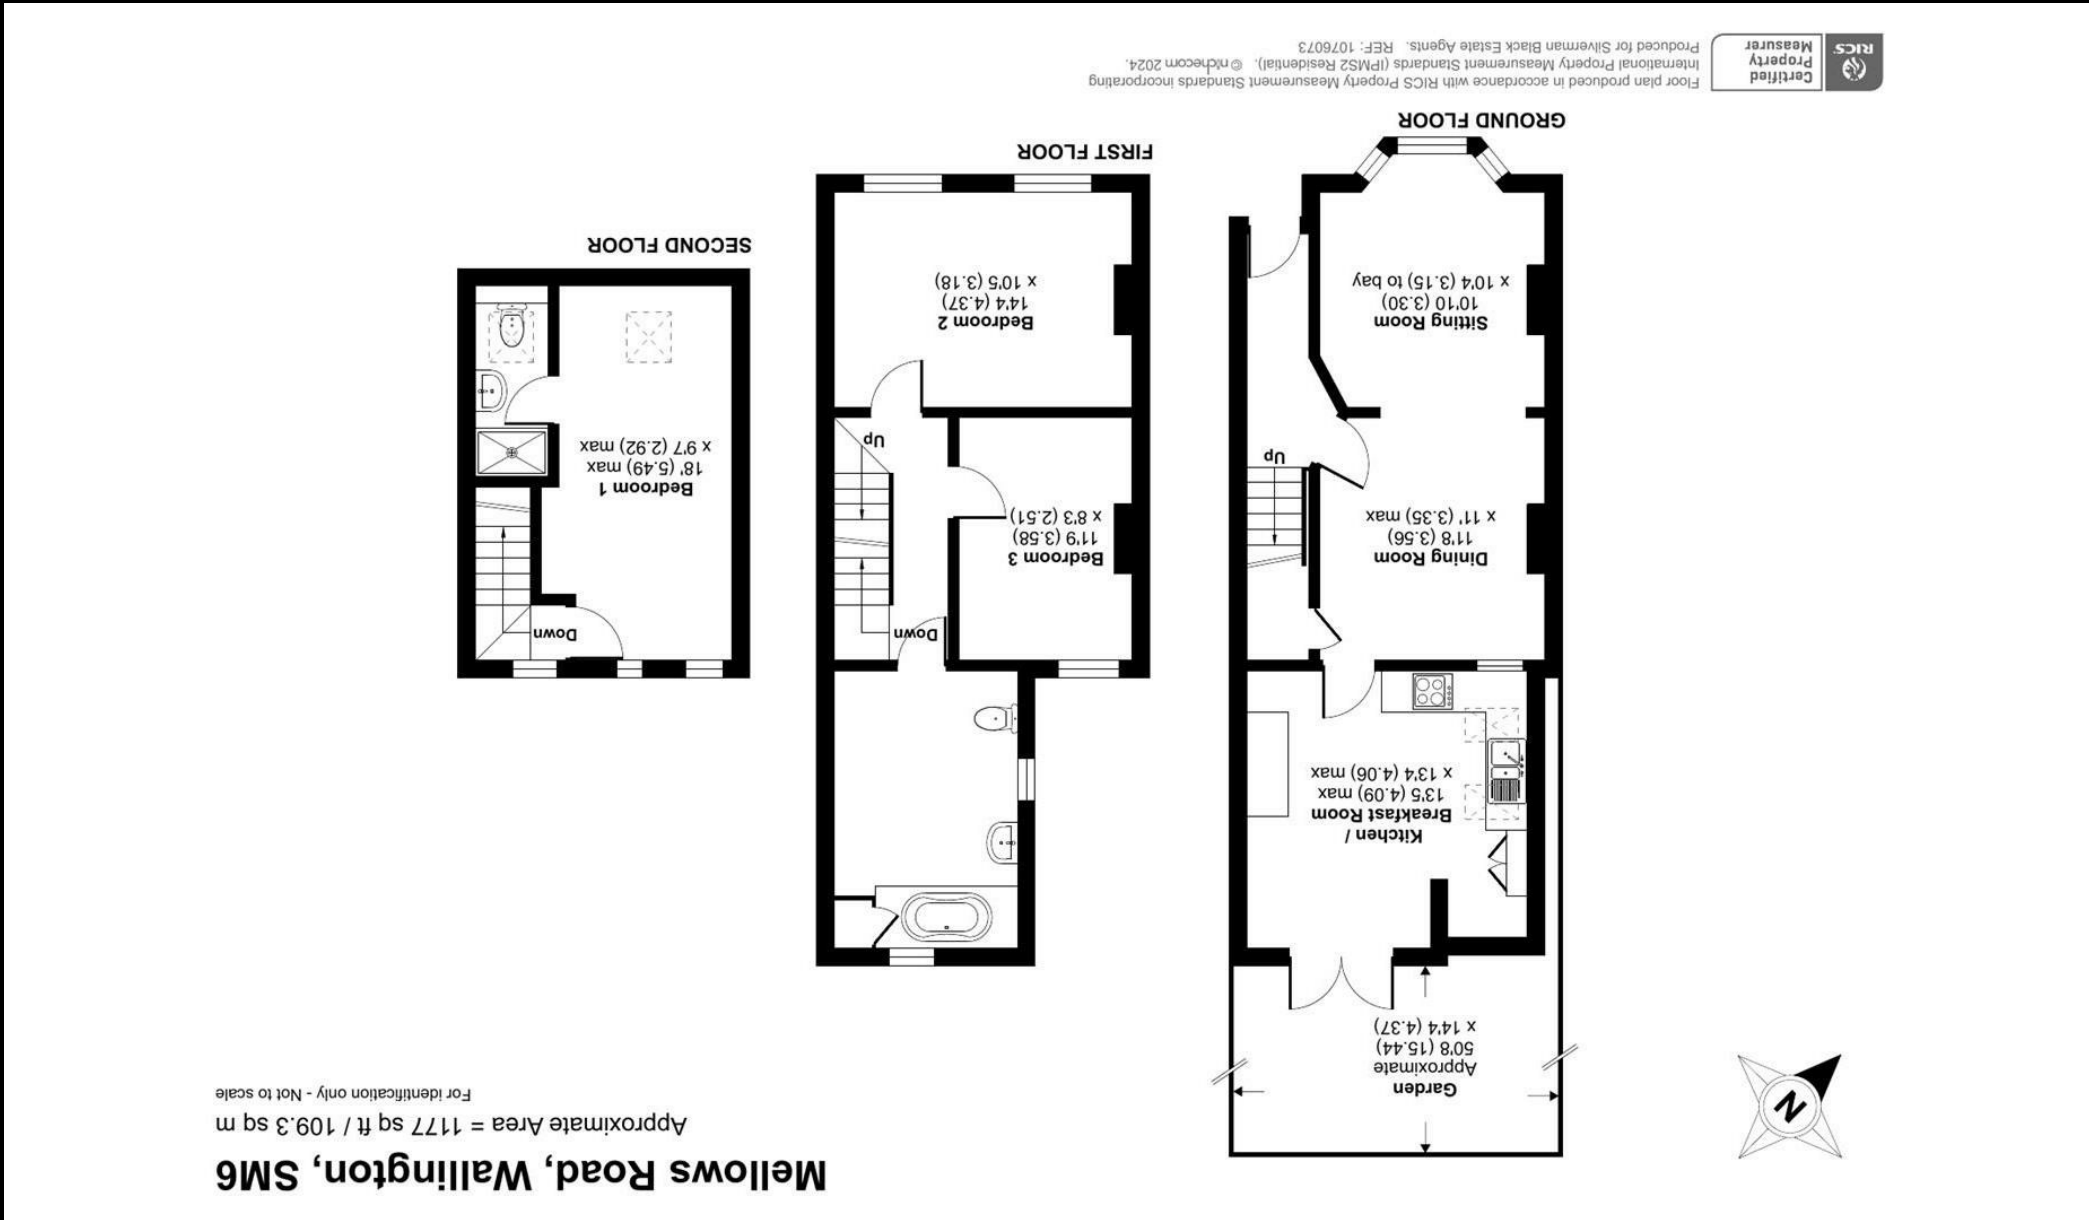 Mellows Road, Wallington, SM6
Approximate Area = 1177 sq ft / 109.3 sq m
For identification only - Not to scale
N
Garden
Approximate
50'8 (15.44)
x 14'4 (4.37)
Kitchen /
Breakfast Room
13'5 (4.09) max
x 13'4 (4.06) max
Dining Room
11'8 (3.56)
x 11' (3.35) max
Up
Sitting Room
10'10 (3.30)
x 10'4 (3.15) to bay
GROUND FLOOR
Down
Bedroom 3
11'9 (3.58)
x 8'3 (2.51)
Up
Bedroom 2
14'4 (4.37)
x 10'5 (3.18)
FIRST FLOOR
Down
Bedroom 1
18' (5.49) max
x 9'7 (2.92) max
SECOND FLOOR
RICS
Certified
Property
Measurer
Floor plan produced in accordance with RICS Property Measurement Standards incorporating
International Property Measurement Standards (IPMS2 Residential). © nichecom 2024.
Produced for Silverman Black Estate Agents. REF: 1076073